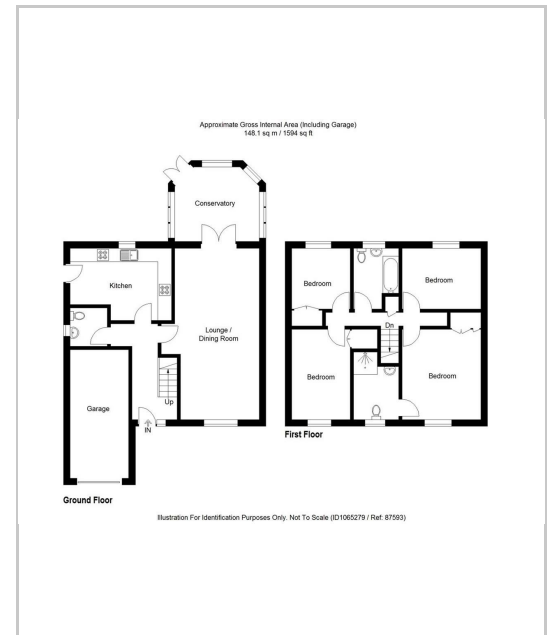 Approximate Gross Internal Area (Including Garage)
148.1 sq m / 1594 sq ft
Conservatory
Kitchen
Lounge /
Dining Room
Garage
Up
IN
Ground Floor
Bedroom
Bedroom
Dn
Bedroom
Bedroom
First Floor
Illustration For Identification Purposes Only. Not To Scale (ID1065279 / Ref: 87593)